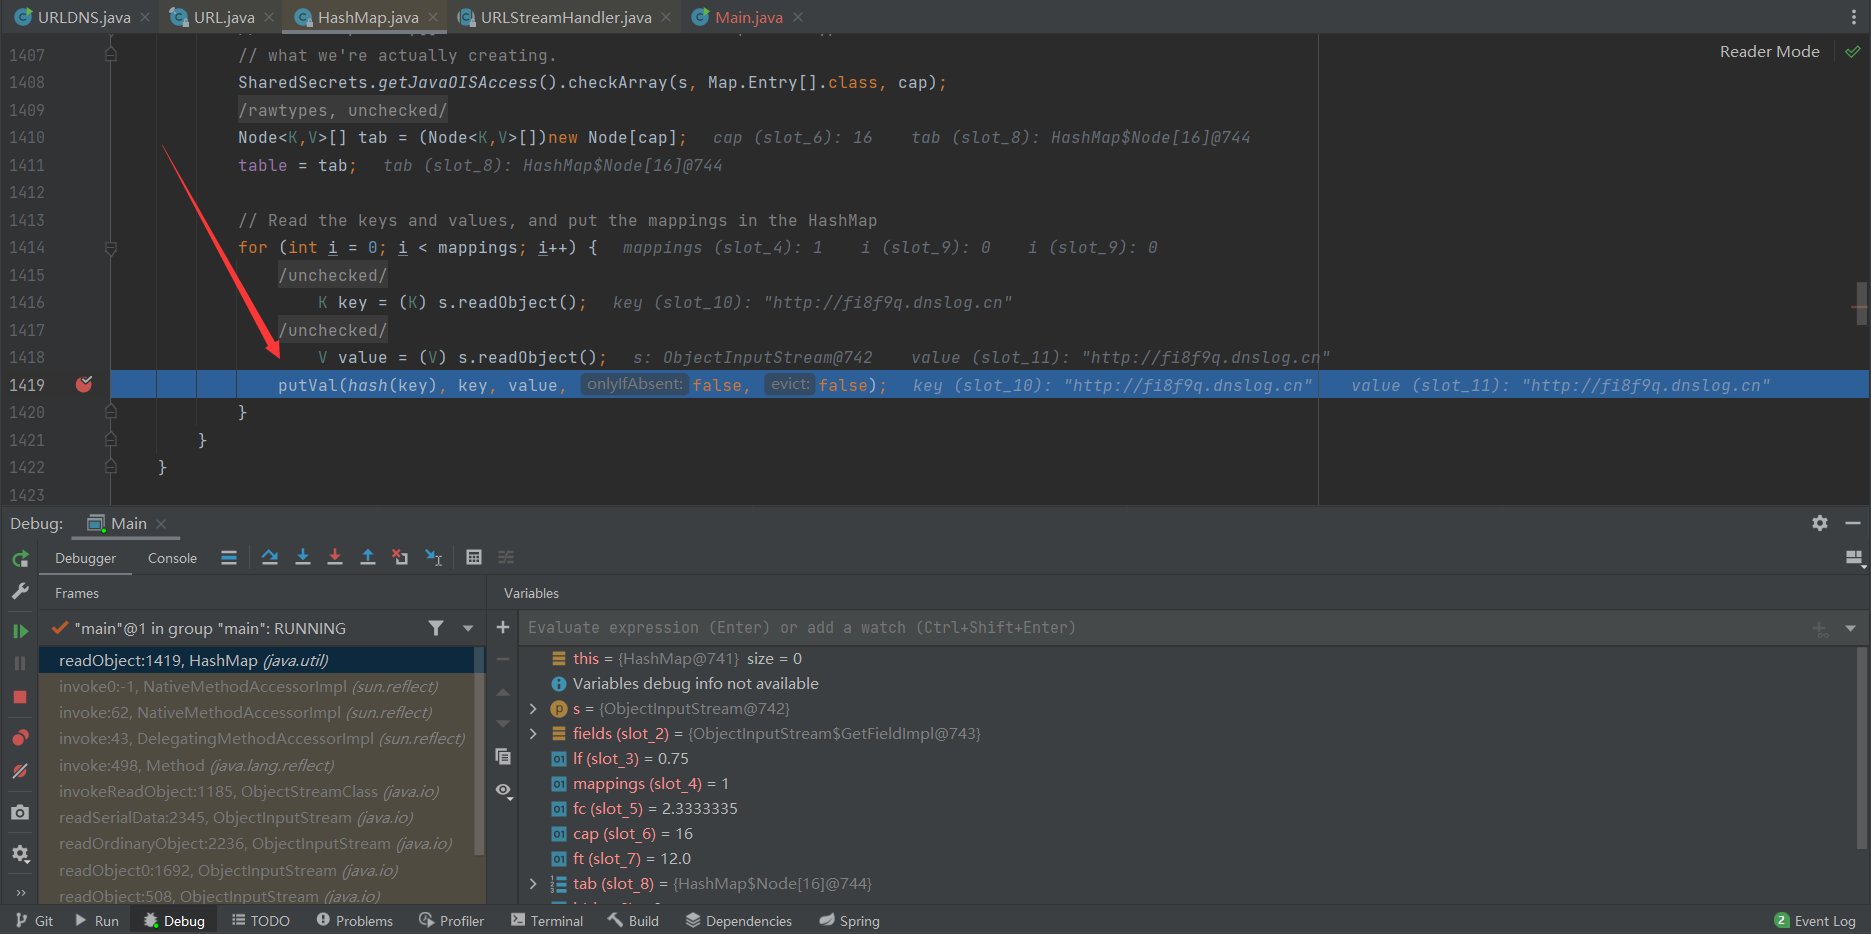 URLDNS.java URL.java HashMap.java URLStreamHandler.java Main.java
1407 // what we're actually creating. Reader Mode
1408 SharedSecrets.getJavaOISAccess().checkArray(s, Map.Entry[].class, cap);
1409 /rawtypes, unchecked/
1410 Node<K,V>[] tab = (Node<K,V>[])new Node[cap]; cap (slot_6): 16 tab (slot_8): HashMap$Node[16]@744
1411 table = tab; tab (slot_8): HashMap$Node[16]@744
1412
1413 // Read the keys and values, and put the mappings in the HashMap
1414 for (int i = 0; i < mappings; i++) { mappings (slot_4): 1 i (slot_9): 0 i (slot_9): 0
1415 /unchecked/
1416 K key = (K) s.readObject(); key (slot_10): "http://fi8f9q.dnslog.cn"
1417 /unchecked/
1418 V value = (V) s.readObject(); s: ObjectInputStream@742 value (slot_11): "http://fi8f9q.dnslog.cn"
1419 putVal(hash(key), key, value, onlyIfAbsent: false, evict: false); key (slot_10): "http://fi8f9q.dnslog.cn" value (slot_11): "http://fi8f9q.dnslog.cn"
1420 }
1421 }
1422 }
1423
Debug: Main
Debugger Console
Frames
"main"@1 in group "main": RUNNING
readObject:1419, HashMap (java.util)
invoke0:-1, NativeMethodAccessorImpl (sun.reflect)
invoke:62, NativeMethodAccessorImpl (sun.reflect)
invoke:43, DelegatingMethodAccessorImpl (sun.reflect)
invoke:498, Method (java.lang.reflect)
invokeReadObject:1185, ObjectStreamClass (java.io)
readSerialData:2345, ObjectInputStream (java.io)
readOrdinaryObject:2236, ObjectInputStream (java.io)
readObject0:1692, ObjectInputStream (java.io)
readObject:508, ObjectInputStream (java.io)
Variables
Evaluate expression (Enter) or add a watch (Ctrl+Shift+Enter)
this = {HashMap@741} size = 0
Variables debug info not available
s = {ObjectInputStream@742}
fields (slot_2) = {ObjectInputStream$GetFieldImpl@743}
lf (slot_3) = 0.75
mappings (slot_4) = 1
fc (slot_5) = 2.3333335
cap (slot_6) = 16
ft (slot_7) = 12.0
tab (slot_8) = {HashMap$Node[16]@744}
Git Run Debug TODO Problems Profiler Terminal Build Dependencies Spring 2 Event Log